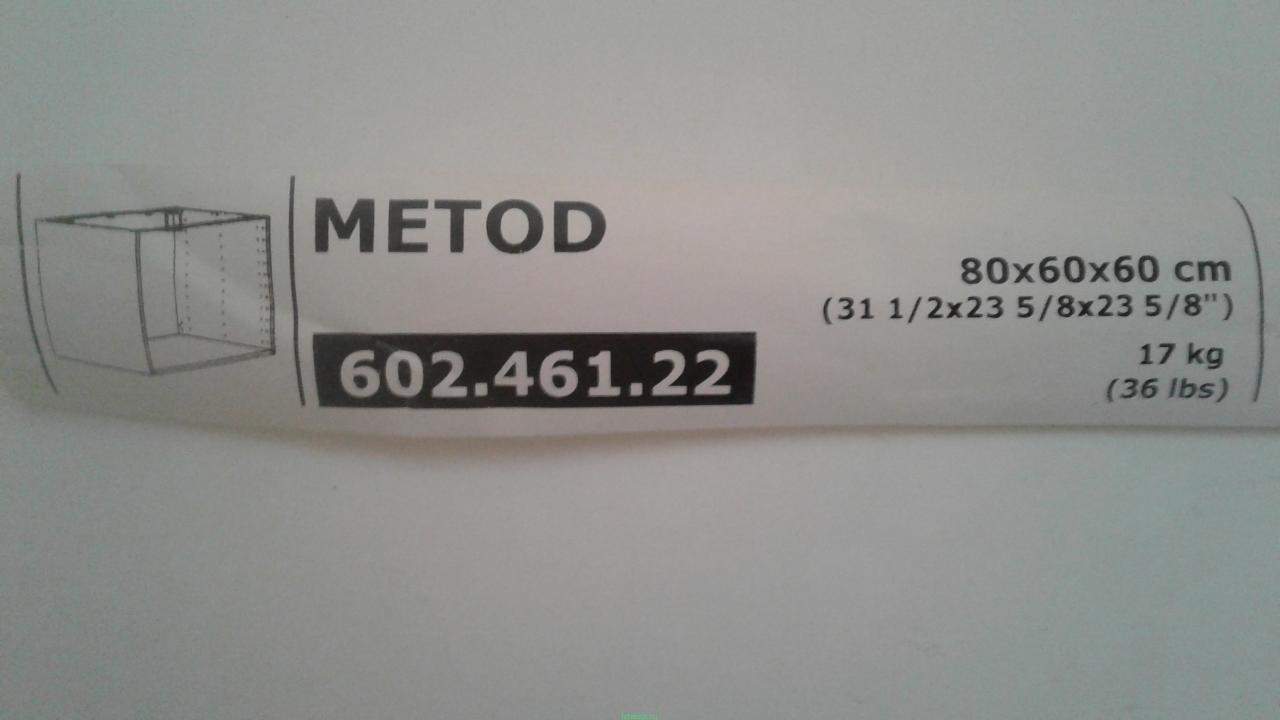 METOD
602.461.22
80x60x60 cm
(31 1/2x23 5/8x23 5/8")
17 kg
(36 lbs)